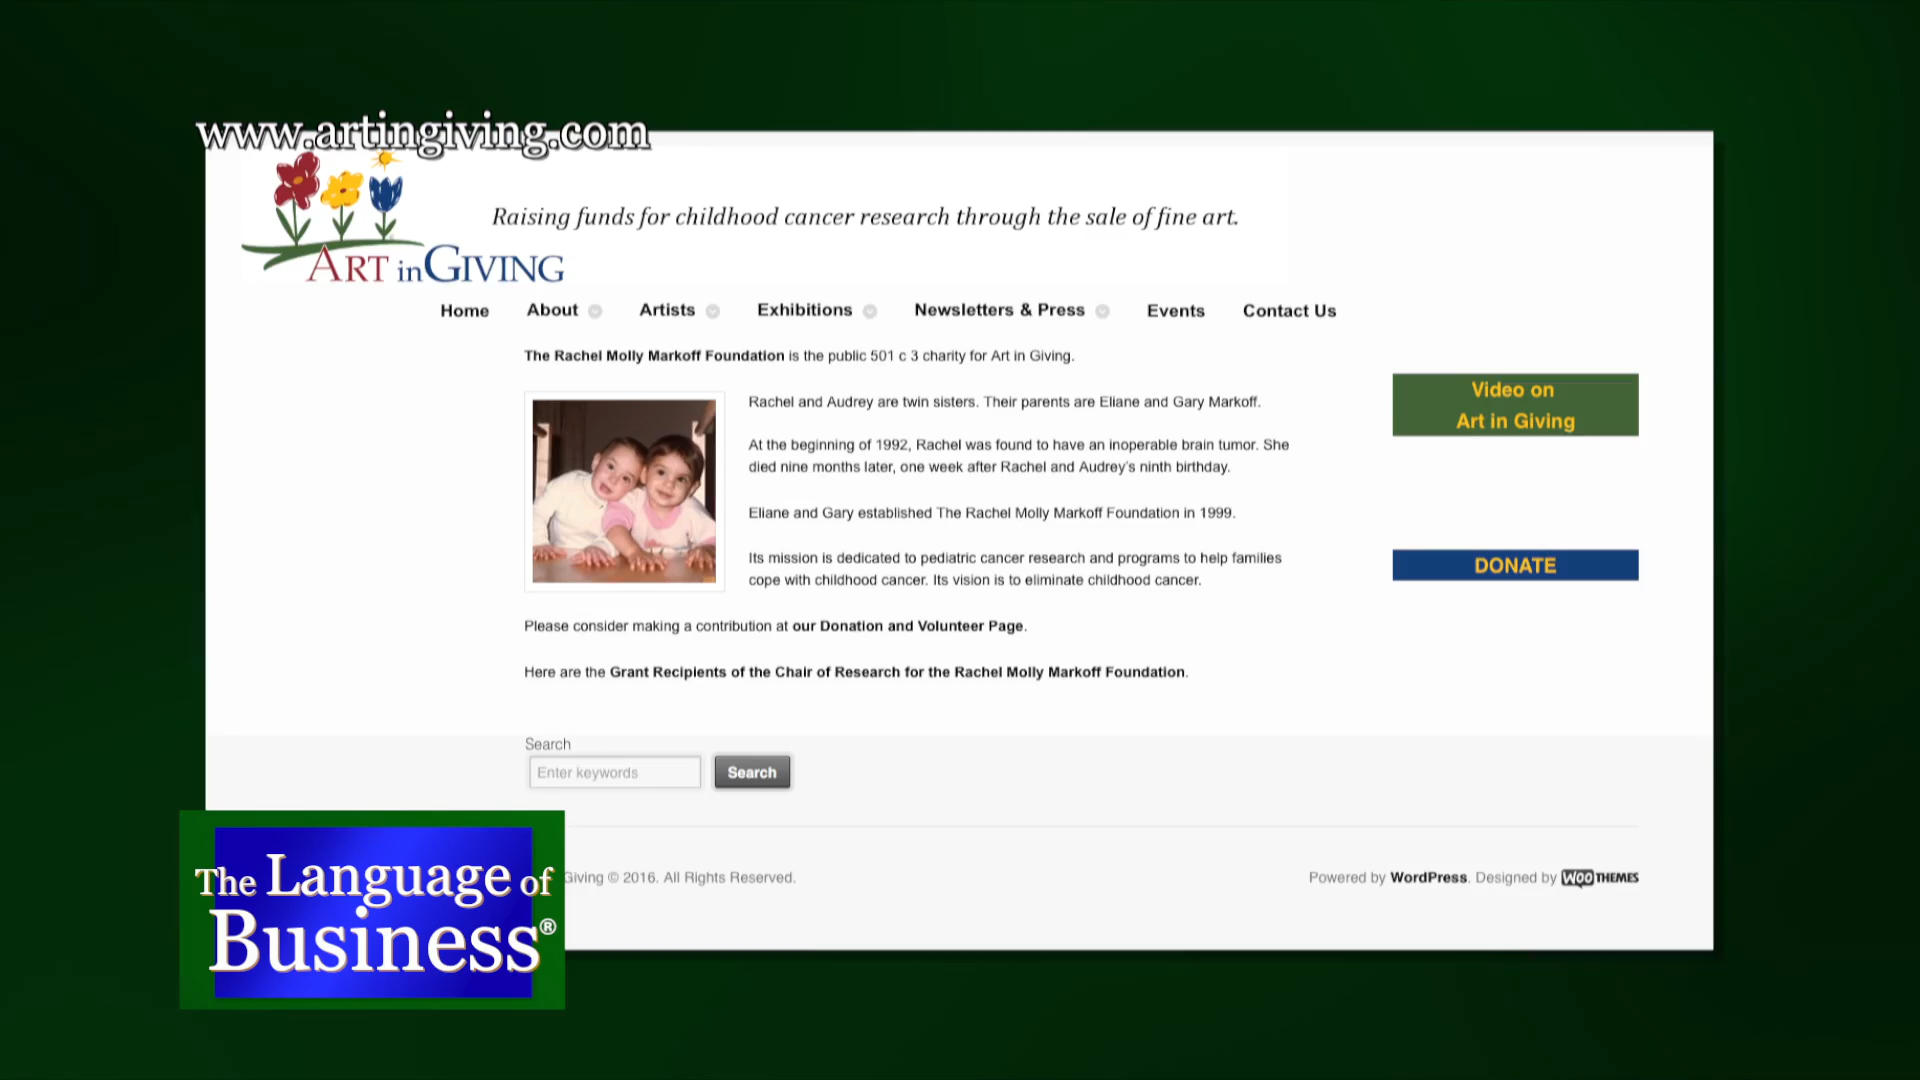 www.artingiving.com
Raising funds for childhood cancer research through the sale of fine art.
ART in GIVING
Home About Artists Exhibitions Newsletters & Press Events Contact Us
The Rachel Molly Markoff Foundation is the public 501 c 3 charity for Art in Giving.
Rachel and Audrey are twin sisters. Their parents are Eliane and Gary Markoff.
At the beginning of 1992, Rachel was found to have an inoperable brain tumor. She
died nine months later, one week after Rachel and Audrey's ninth birthday.
Eliane and Gary established The Rachel Molly Markoff Foundation in 1999.
Its mission is dedicated to pediatric cancer research and programs to help families
cope with childhood cancer. Its vision is to eliminate childhood cancer.
Please consider making a contribution at our Donation and Volunteer Page.
Here are the Grant Recipients of the Chair of Research for the Rachel Molly Markoff Foundation.
Video on
Art in Giving
DONATE
Search
Enter keywords Search
Giving © 2016. All Rights Reserved.
Powered by WordPress. Designed by WOOTHEMES
The Language of
Business®